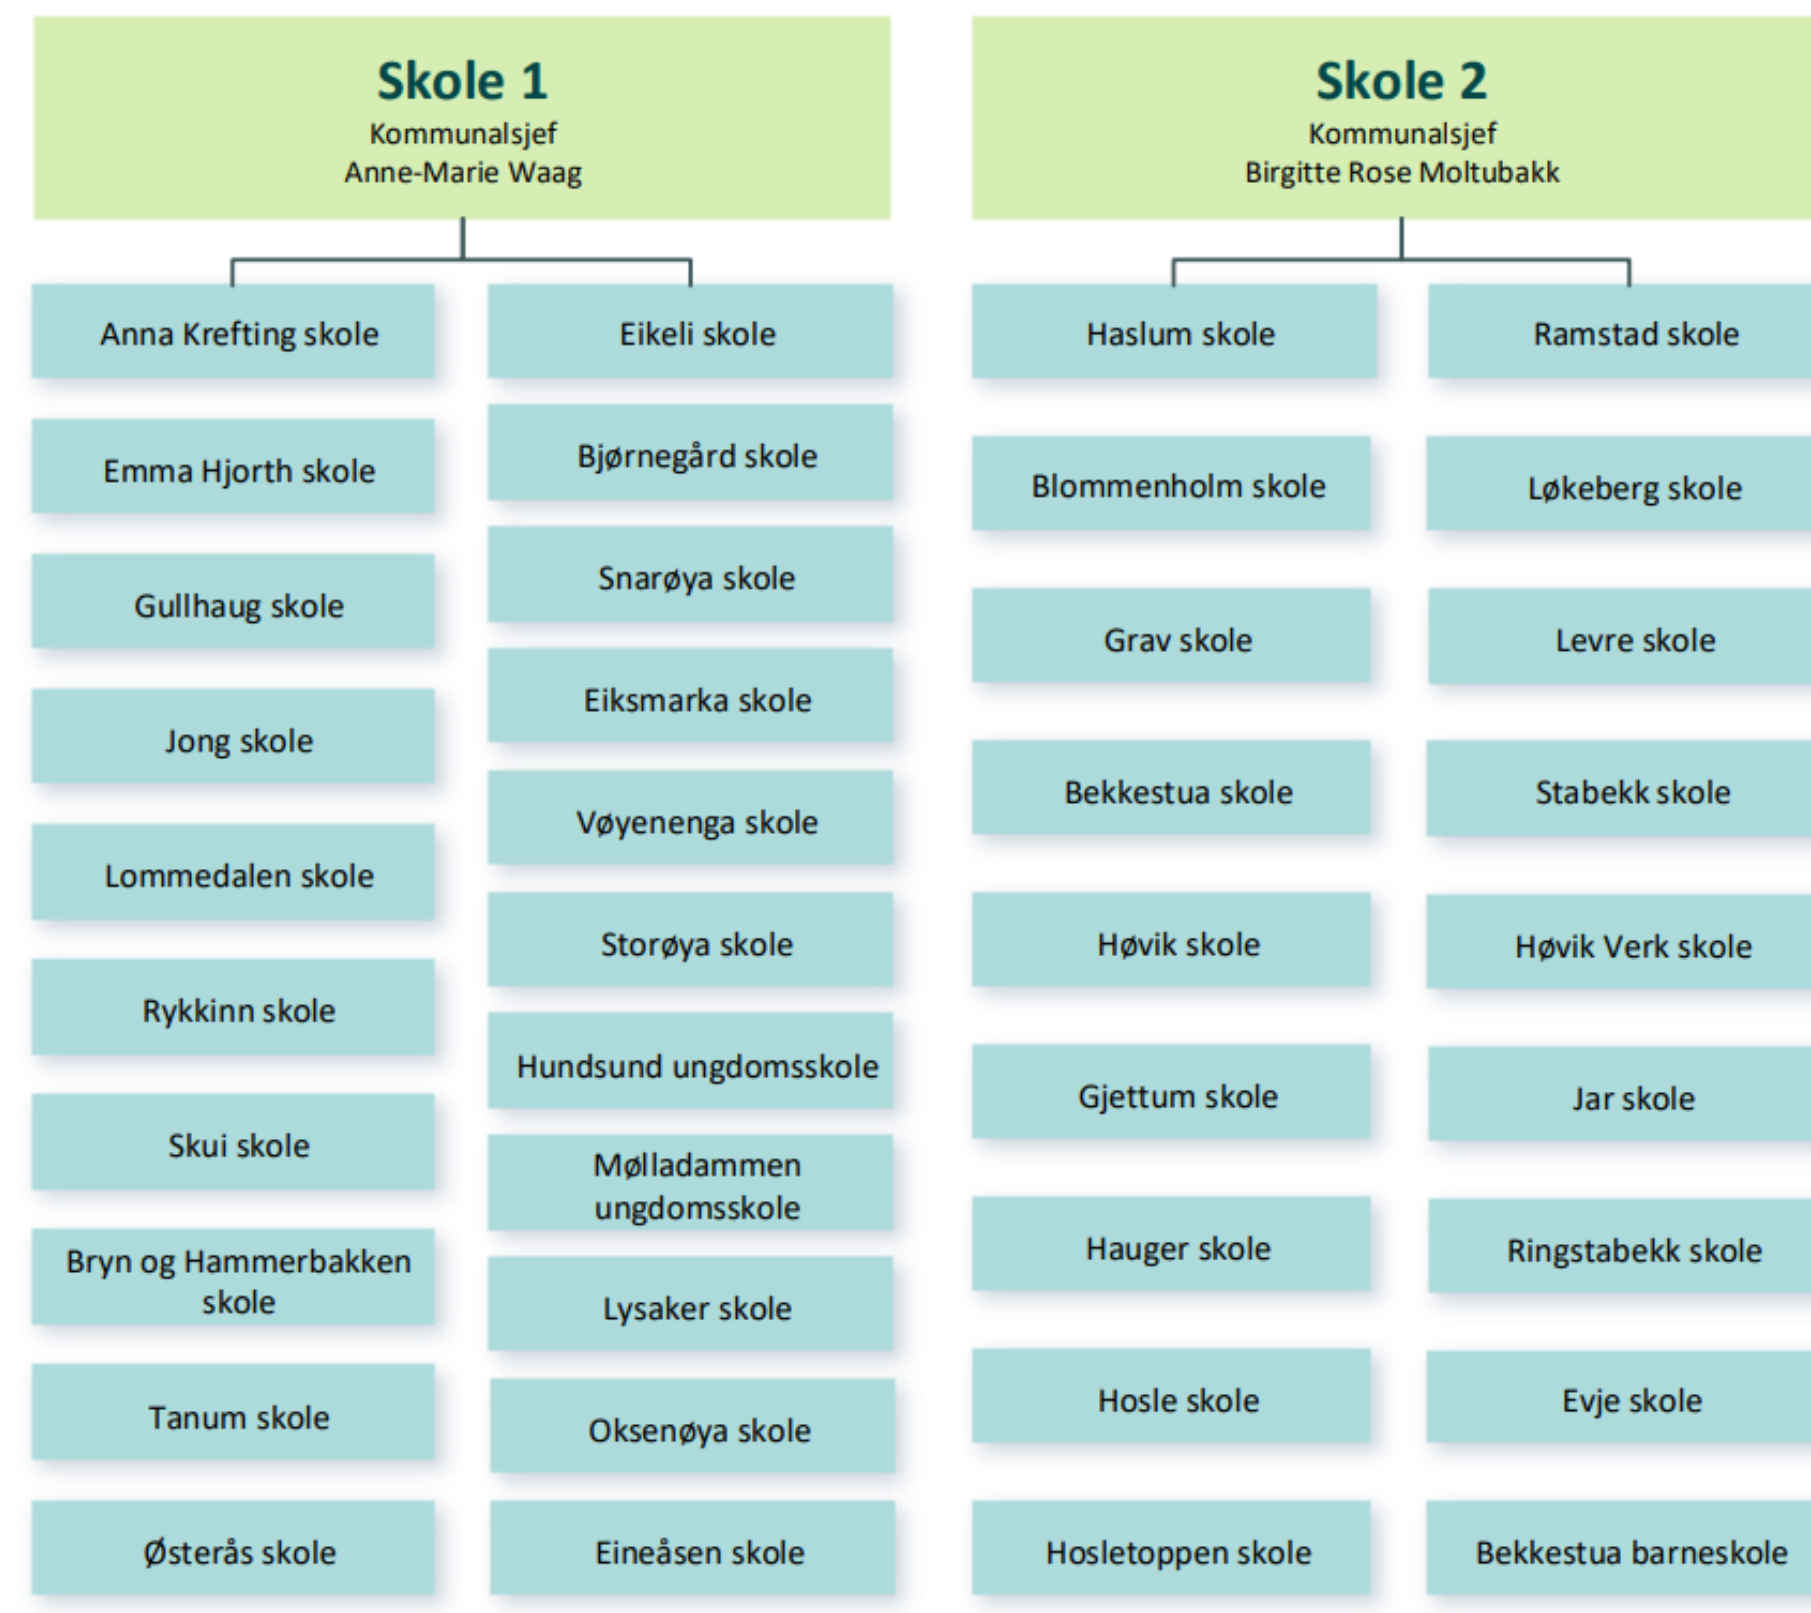 Skole 1
Kommunalsjef
Anne-Marie Waag
Anna Krefting skole
Emma Hjorth skole
Gullhaug skole
Jong skole
Lommedalen skole
Rykkinn skole
Skui skole
Bryn og Hammerbakken
skole
Tanum skole
Østerås skole
Eikeli skole
Bjørnegård skole
Snarøya skole
Eiksmarka skole
Vøyenenga skole
Storøya skole
Hundsund ungdomsskole
Mølladammen
ungdomsskole
Lysaker skole
Oksenøya skole
Eineåsen skole
Skole 2
Kommunalsjef
Birgitte Rose Moltubakk
Haslum skole
Blommenholm skole
Grav skole
Bekkestua skole
Høvik skole
Gjettum skole
Hauger skole
Hosle skole
Hosletoppen skole
Ramstad skole
Løkeberg skole
Levre skole
Stabekk skole
Høvik Verk skole
Jar skole
Ringstabekk skole
Evje skole
Bekkestua barneskole